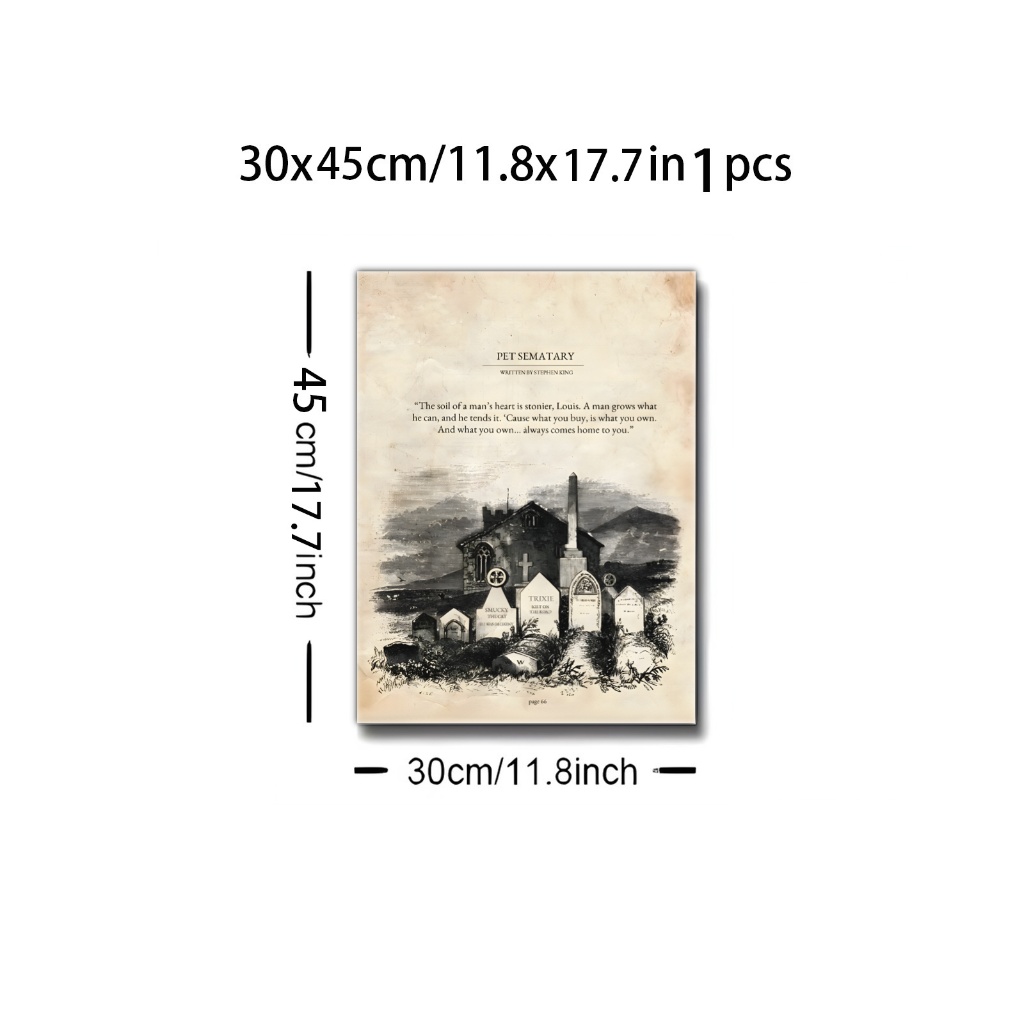 30x45cm/11.8x17.7in 1 pcs
45 cm/17.7inch
PET SEMATARY
WRITTEN BY STEPHEN KING
“The soil of a man's heart is stonier, Louis. A man grows what
he can, and he tends it. 'Cause what you buy, is what you own.
And what you own... always comes home to you.”
SMUCKY
THE CAT
TRIXIE
W
page 66
30cm/11.8inch